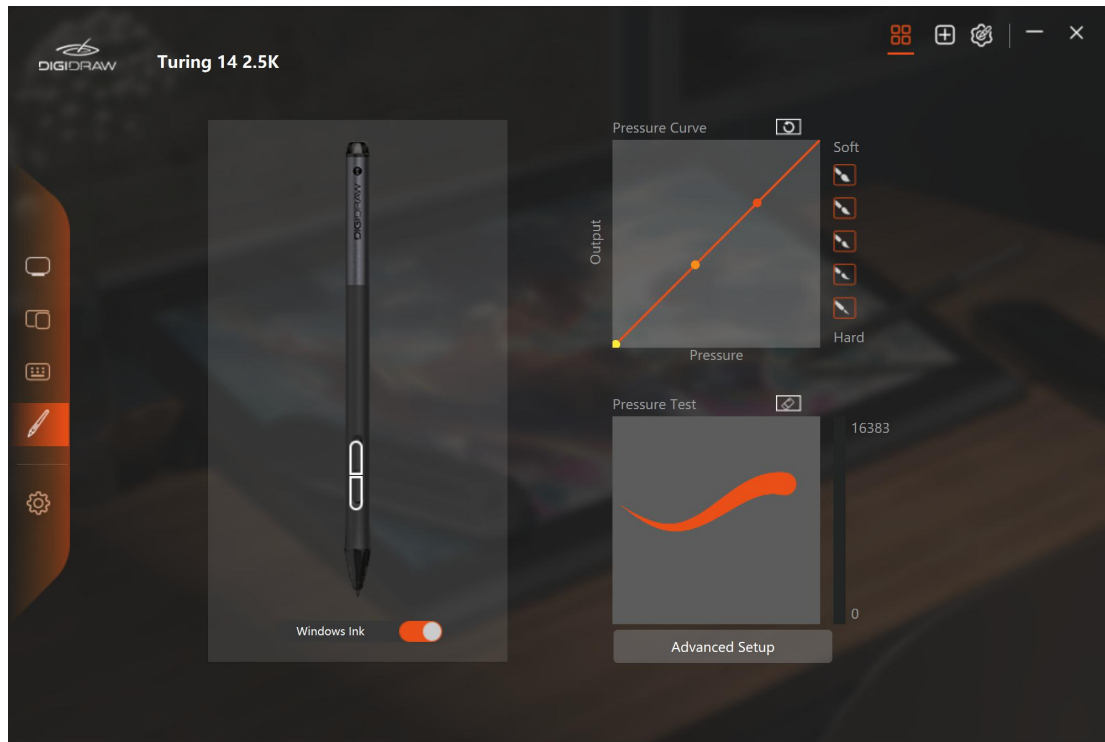 DIGIDRAW
Turing 14 2.5K
DIGIDRAW
Windows Ink
Pressure Curve
Soft
Output
Hard
Pressure
Pressure Test
16383
0
Advanced Setup